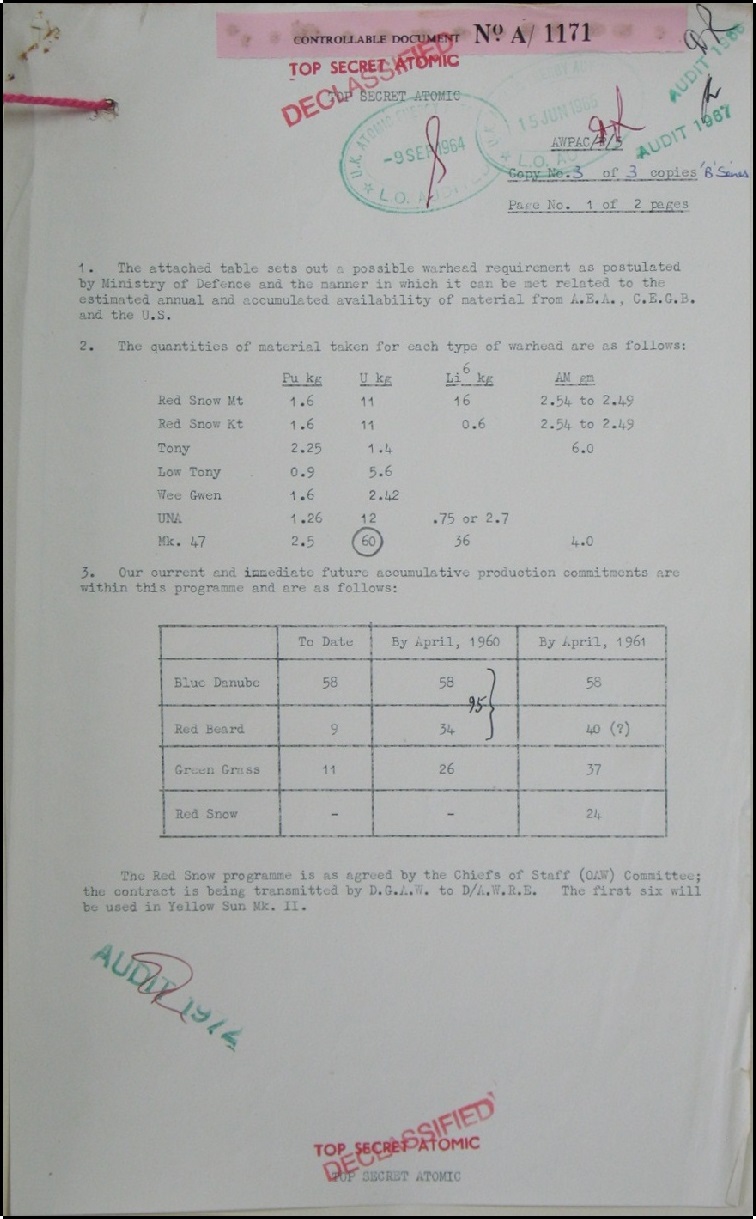 CONTROLLABLE DOCUMENT Nº A/ 1171
TOP SECRET ATOMIC
DECLASSIFIED
TOP SECRET ATOMIC
AUDIT 1987
-9 SEP 1964
15 JUN 1965
Copy No. 3 of 3 copies 'B' Series
Page No. 1 of 2 pages
1. The attached table sets out a possible warhead requirement as postulated
by Ministry of Defence and the manner in which it can be met related to the
estimated annual and accumulated availability of material from A.E.A., C.E.G.B.
and the U.S.
2. The quantities of material taken for each type of warhead are as follows:
Pu kg U kg Li6 kg AM gm
Red Snow Mt 1.6 11 16 2.54 to 2.49
Red Snow Kt 1.6 11 0.6 2.54 to 2.49
Tony 2.25 1.4 6.0
Low Tony 0.9 5.6
Wee Gwen 1.6 2.42
UNA 1.26 12 .75 or 2.7
Mk. 47 2.5 60 36 4.0
3. Our current and immediate future accumulative production commitments are
within this programme and are as follows:
To Date By April, 1960 By April, 1961
Blue Danube 58 58 58
95
Red Beard 9 34 40 (?)
Green Grass 11 26 37
Red Snow - - 24
The Red Snow programme is as agreed by the Chiefs of Staff (OAW) Committee;
the contract is being transmitted by D.G.A.W. to D/A.W.R.E. The first six will
be used in Yellow Sun Mk. II.
AUDIT 1974
DECLASSIFIED
TOP SECRET ATOMIC
TOP SECRET ATOMIC